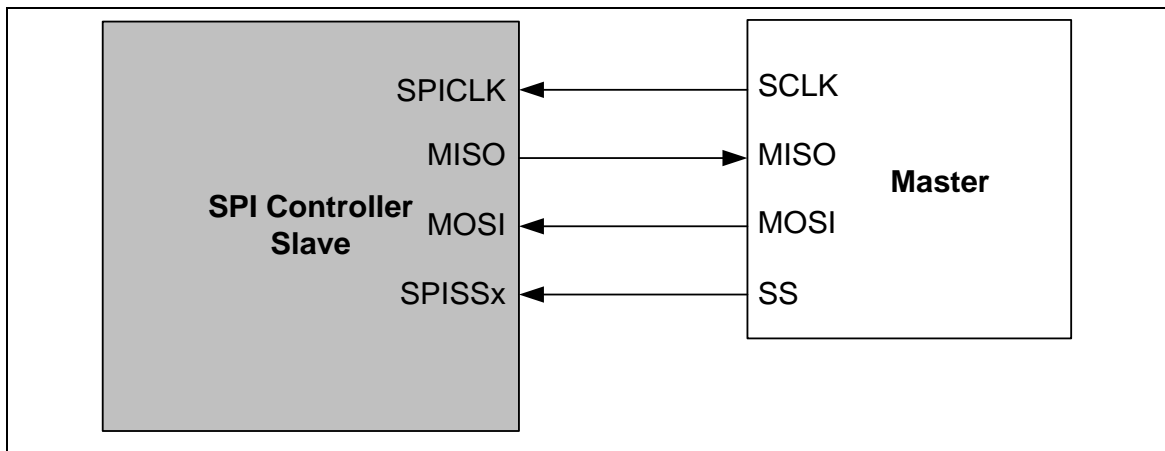 SPICLK
MISO
SPI Controller
Slave
MOSI
SPISSx
SCLK
MISO
Master
MOSI
SS